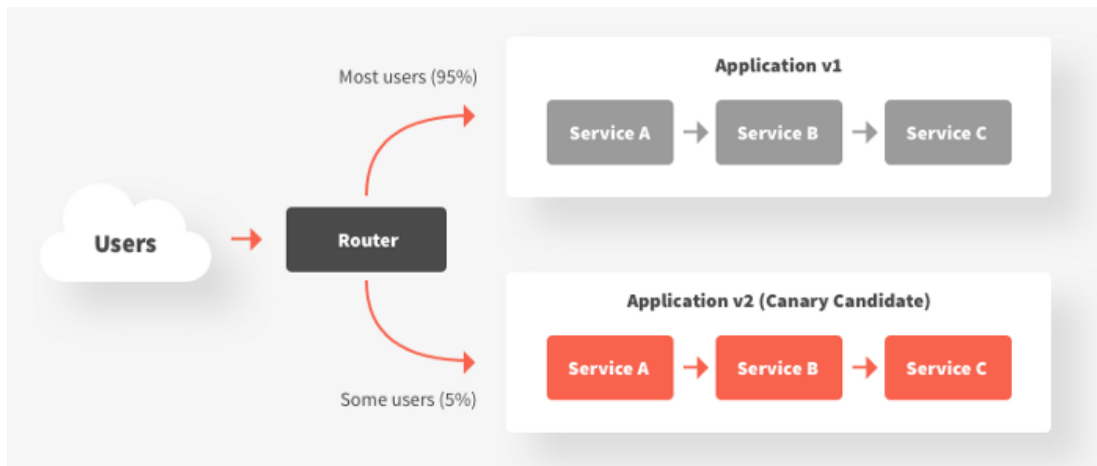 Most users (95%)
Application v1
Service A
Service B
Service C
Users
Router
Application v2 (Canary Candidate)
Service A
Service B
Service C
Some users (5%)